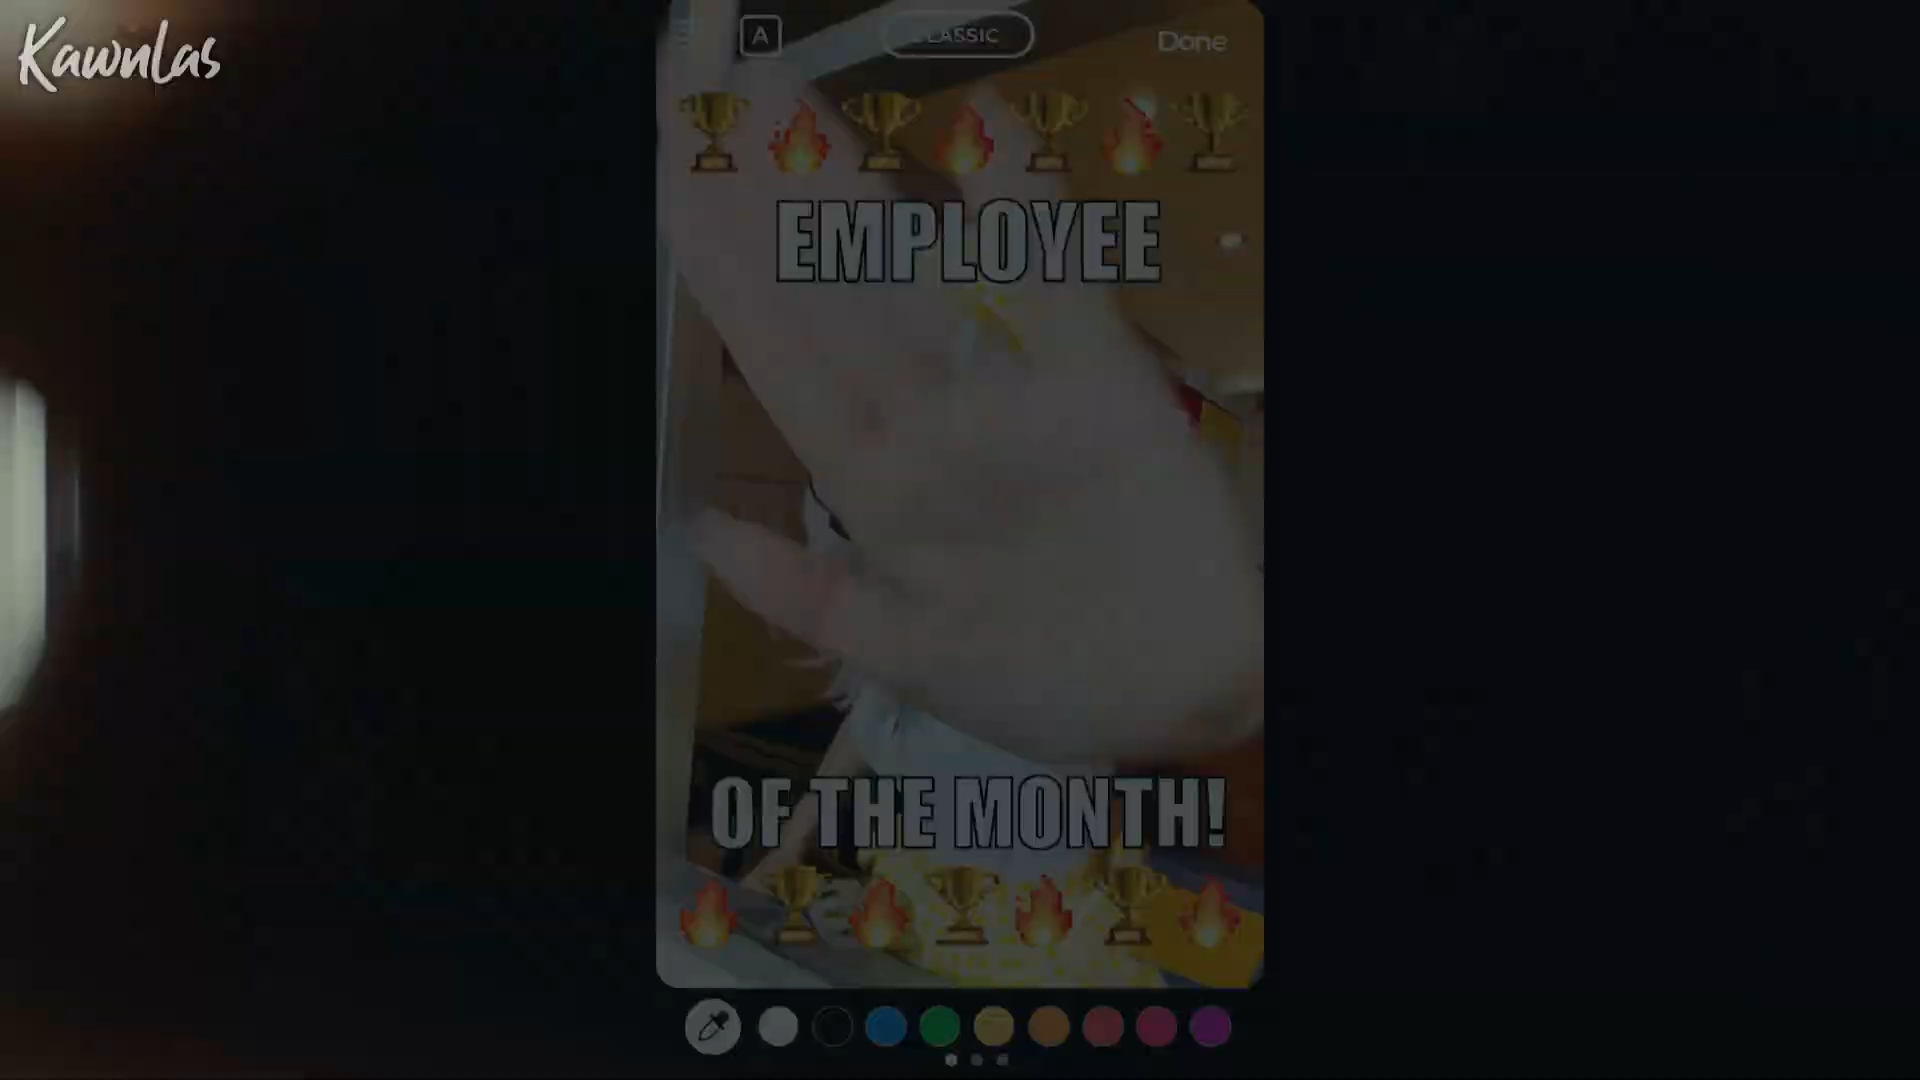 KawnLas
A
CLASSIC
Done
EMPLOYEE
OF THE MONTH!